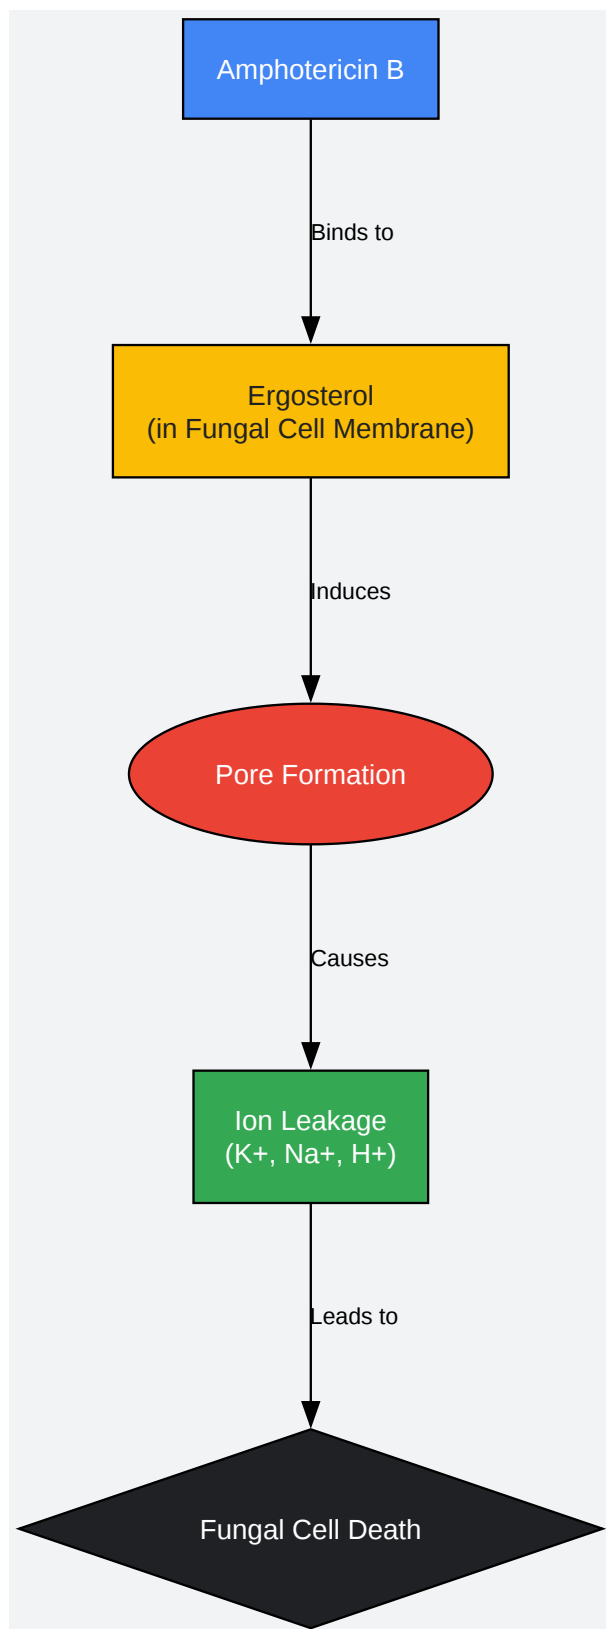 Amphotericin B
Binds to
Ergosterol
(in Fungal Cell Membrane)
Induces
Pore Formation
Causes
Ion Leakage
(K+, Na+, H+)
Leads to
Fungal Cell Death